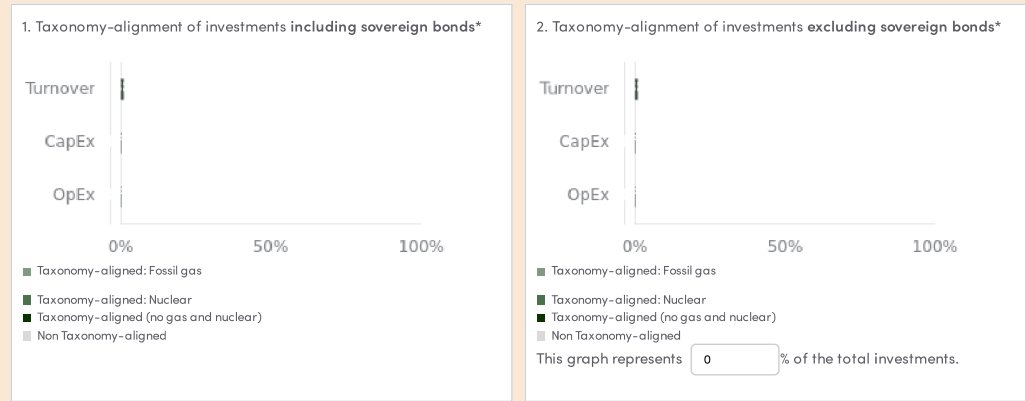 1. Taxonomy-alignment of investments including sovereign bonds*
Turnover
CapEx
OpEx
0% 50% 100%
Taxonomy-aligned: Fossil gas
Taxonomy-aligned: Nuclear
Taxonomy-aligned (no gas and nuclear)
Non Taxonomy-aligned
2. Taxonomy-alignment of investments excluding sovereign bonds*
Turnover
CapEx
OpEx
0% 50% 100%
Taxonomy-aligned: Fossil gas
Taxonomy-aligned: Nuclear
Taxonomy-aligned (no gas and nuclear)
Non Taxonomy-aligned
This graph represents 0 % of the total investments.